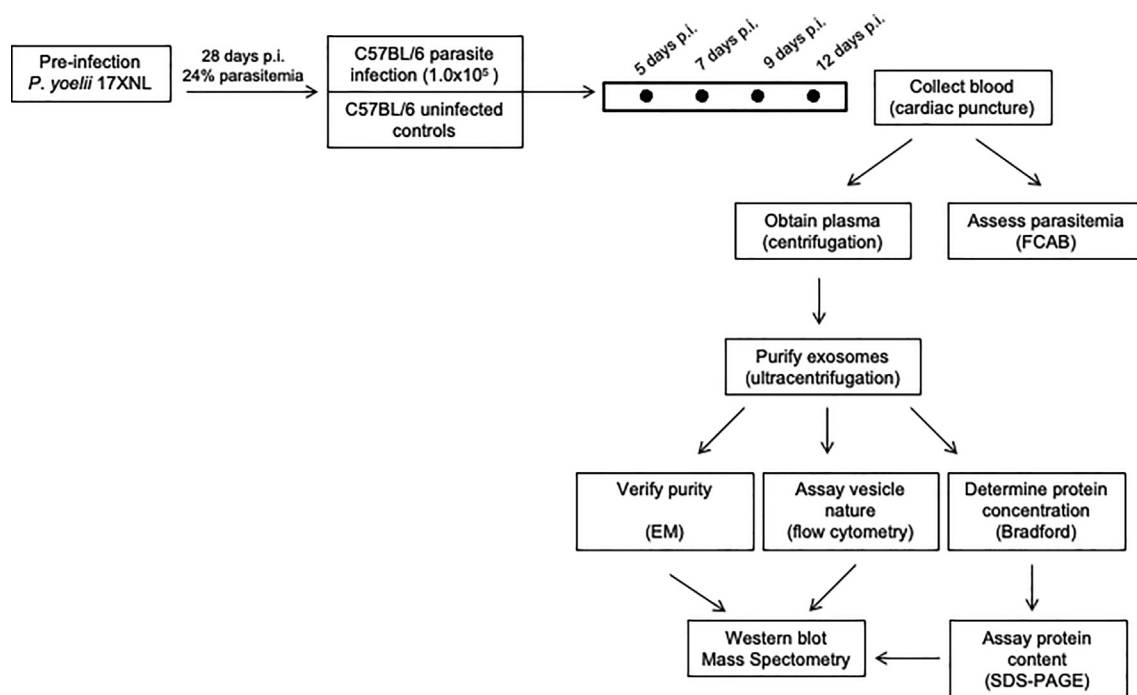 Pre-infection
P. yoelii 17XNL
28 days p.i.
24% parasitemia
C57BL/6 parasite
infection (1.0x10⁵ )
C57BL/6 uninfected
controls
5 days p.i.
7 days p.i.
9 days p.i.
12 days p.i.
Collect blood
(cardiac puncture)
Obtain plasma
(centrifugation)
Assess parasitemia
(FCAB)
Purify exosomes
(ultracentrifugation)
Verify purity
(EM)
Assay vesicle
nature
(flow cytometry)
Determine protein
concentration
(Bradford)
Western blot
Mass Spectometry
Assay protein
content
(SDS-PAGE)